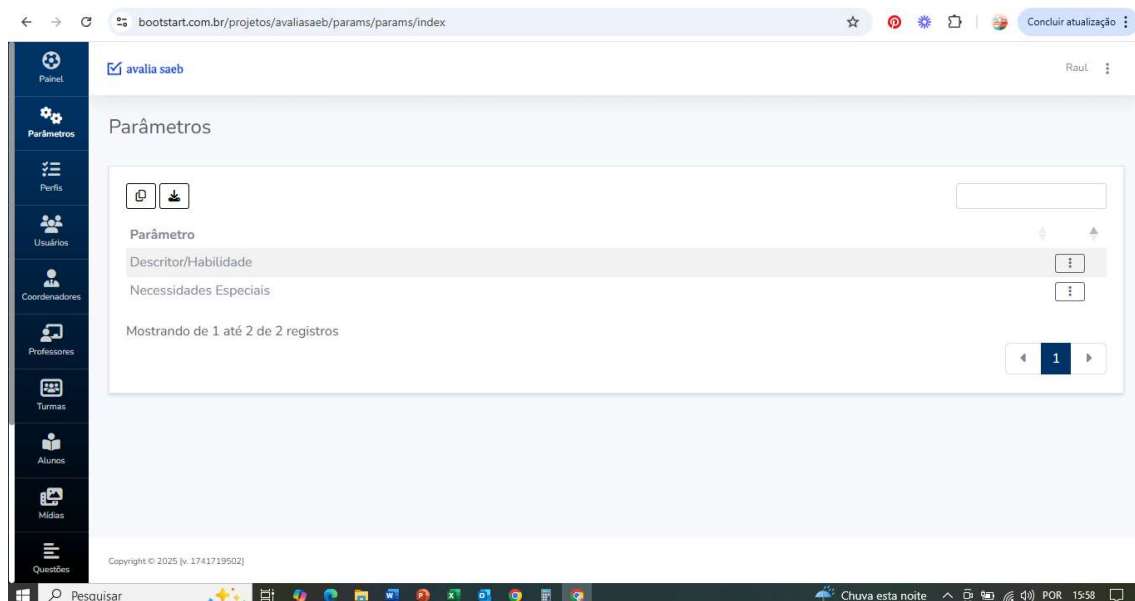 bootstart.com.br/projetos/avaliasaeb/params/params/index
Concluir atualização
Painel
avalia saeb
Raul
Parâmetros
Parâmetros
Perfis
Usuários
Parâmetro
Descritor/Habilidade
Coordenadores
Necessidades Especiais
Mostrando de 1 até 2 de 2 registros
Professores
1
Turmas
Alunos
Mídias
Questões
Copyright © 2025 [v. 1741719502]
Pesquisar
Chuva esta noite
POR
15:58